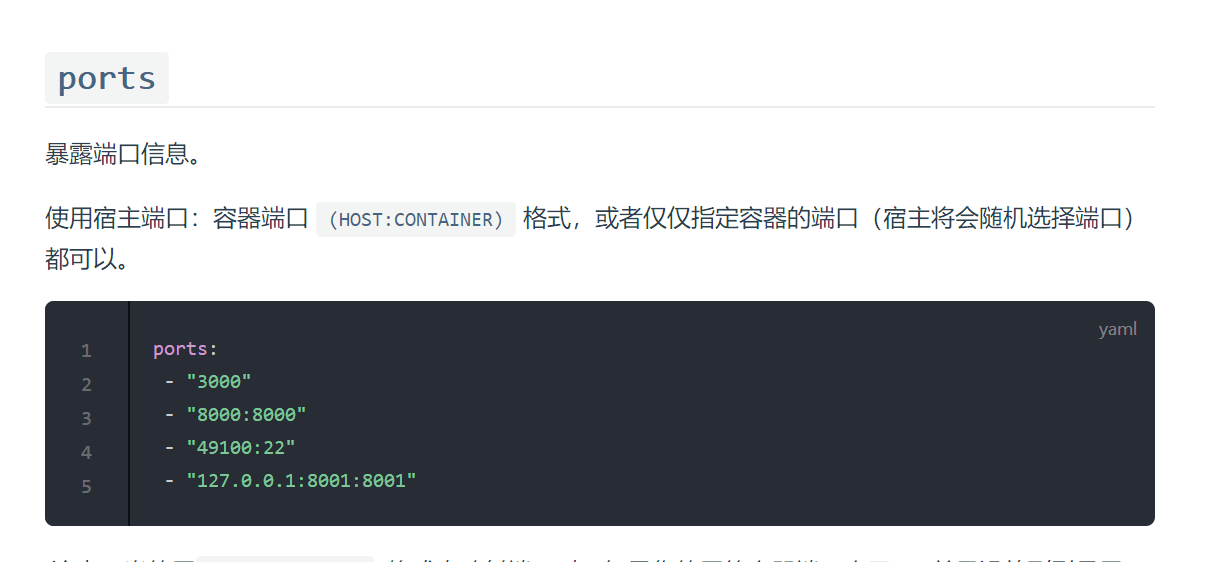 ports
暴露端口信息。
使用宿主端口：容器端口 (HOST:CONTAINER) 格式，或者仅仅指定容器的端口（宿主将会随机选择端口）
都可以。
yaml
1 ports:
2 - "3000"
3 - "8000:8000"
4 - "49100:22"
5 - "127.0.0.1:8001:8001"